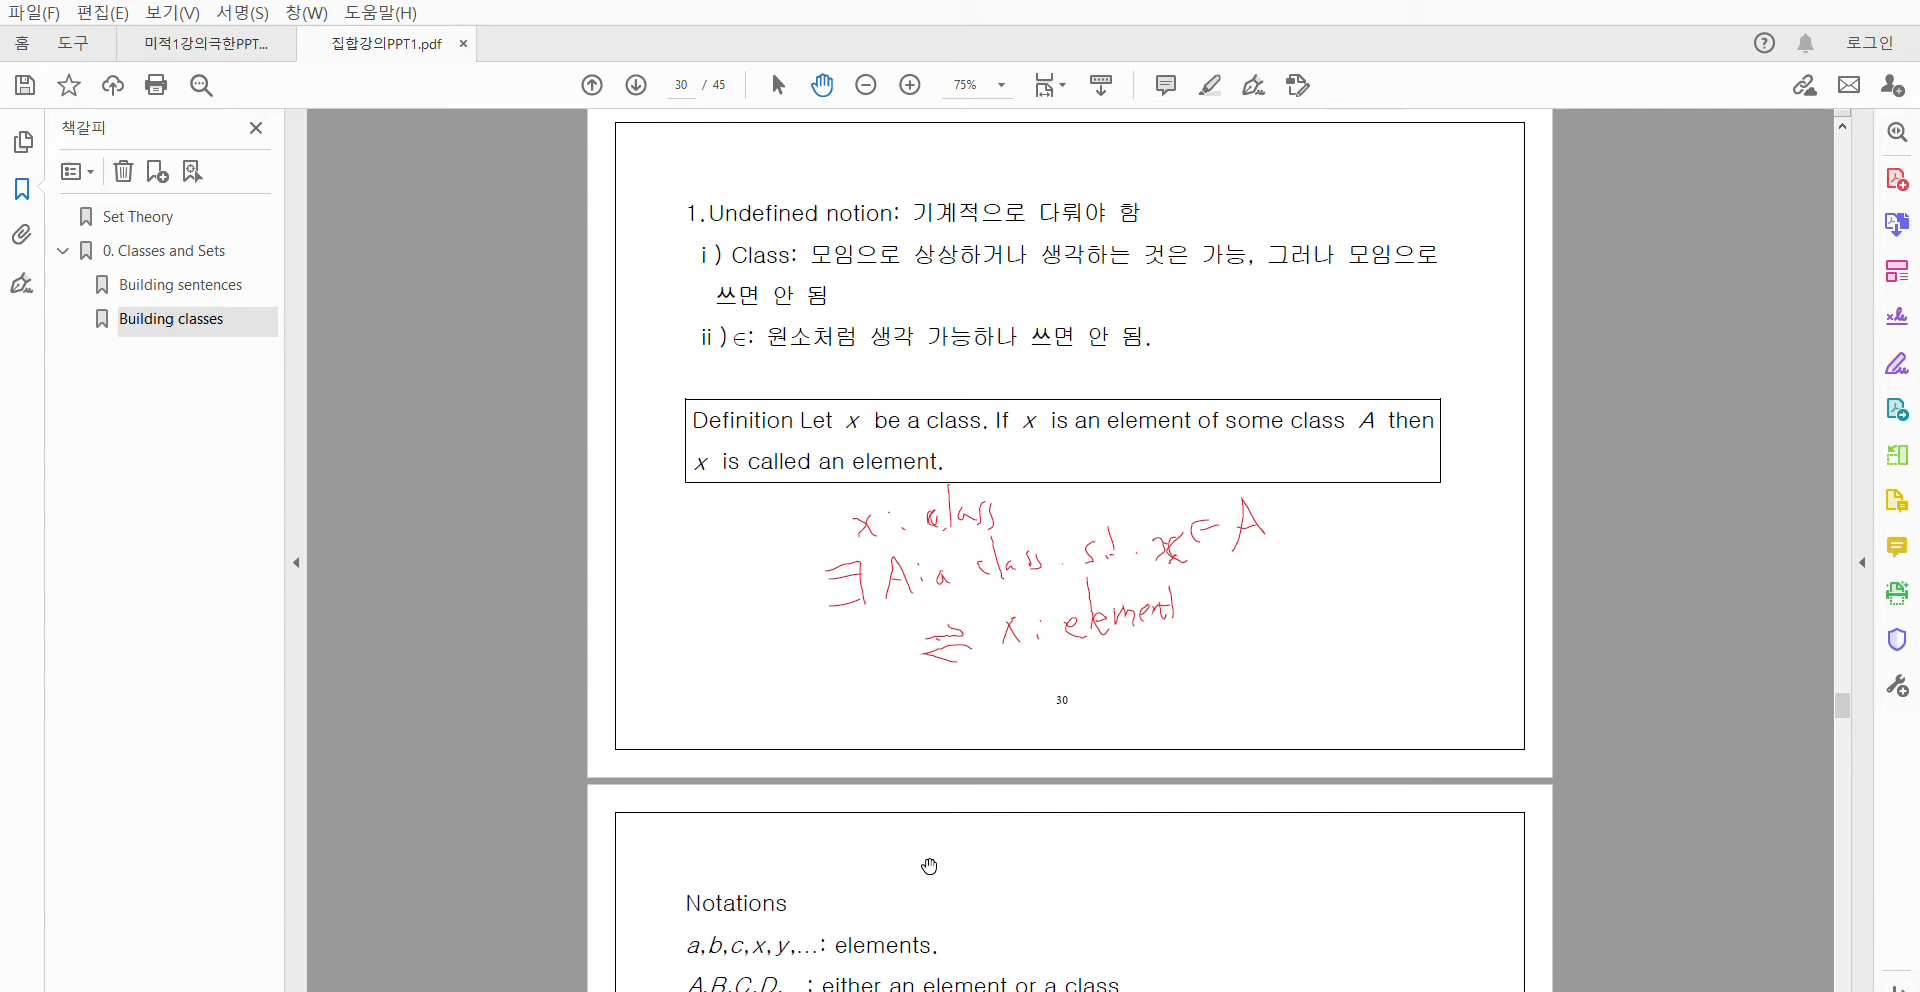 파일(F) 편집(E) 보기(V) 서명(S) 창(W) 도움말(H)
홈 도구 미적1강의극한PPT... 집합강의PPT1.pdf × 로그인
30 / 45 75%
책갈피
Set Theory
0. Classes and Sets
Building sentences
Building classes
1.Undefined notion: 기계적으로 다뤄야 함
ⅰ) Class: 모임으로 상상하거나 생각하는 것은 가능, 그러나 모임으로
쓰면 안 됨
ⅱ)∈: 원소처럼 생각 가능하나 쓰면 안 됨.
Definition Let x be a class. If x is an element of some class A then
x is called an element.
x : class
∃ A : a class. s.t. x ∈ A
⇌ x : element
30
Notations
a,b,c,x,y,...: elements.
A,B,C,D, : either an element or a class